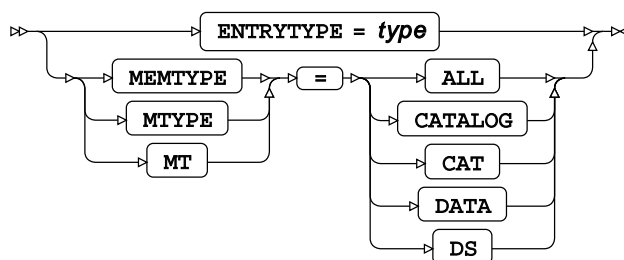 ENTRYTYPE = type
MEMTYPE = ALL
MTYPE CATALOG
MT CAT
DATA
DS